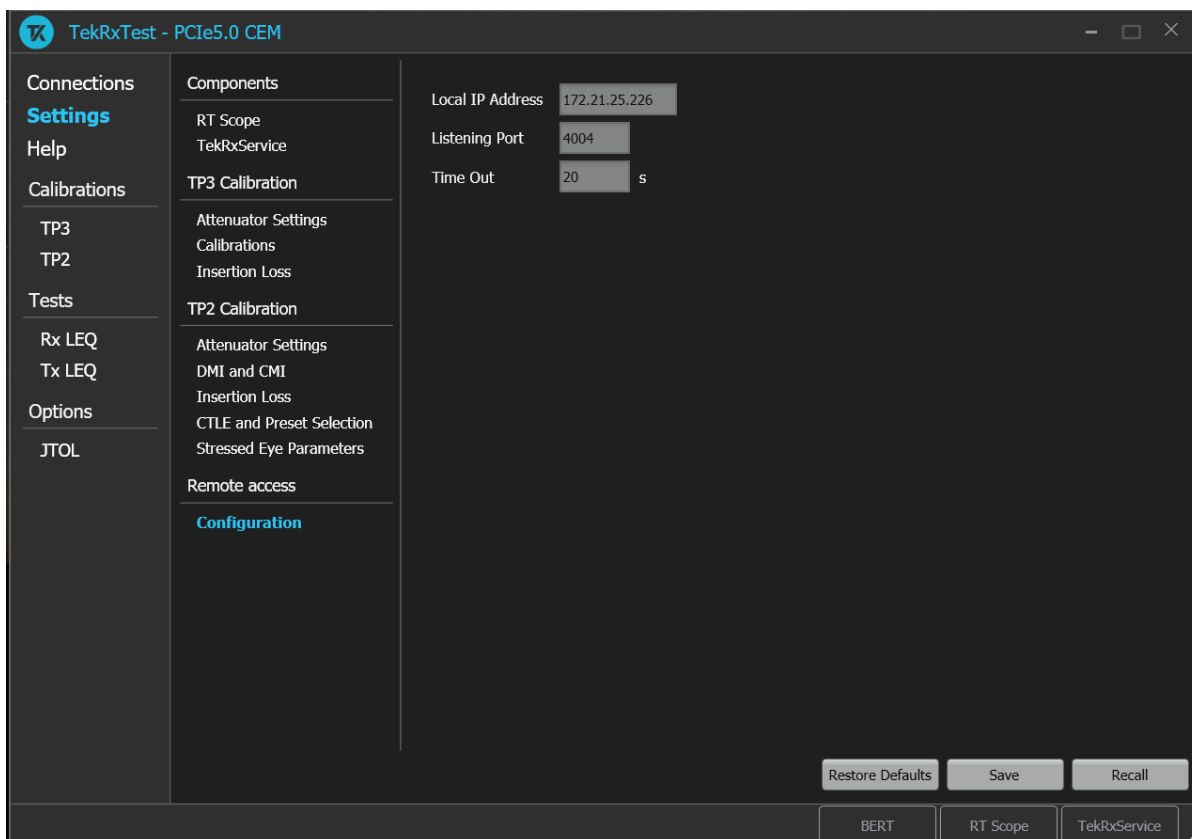 TekRxTest - PCIe5.0 CEM
Connections
Settings
Help
Calibrations
TP3
TP2
Tests
Rx LEQ
Tx LEQ
Options
JTOL
Components
RT Scope
TekRxService
TP3 Calibration
Attenuator Settings
Calibrations
Insertion Loss
TP2 Calibration
Attenuator Settings
DMI and CMI
Insertion Loss
CTLE and Preset Selection
Stressed Eye Parameters
Remote access
Configuration
Local IP Address 172.21.25.226
Listening Port 4004
Time Out 20 s
Restore Defaults Save Recall
BERT RT Scope TekRxService